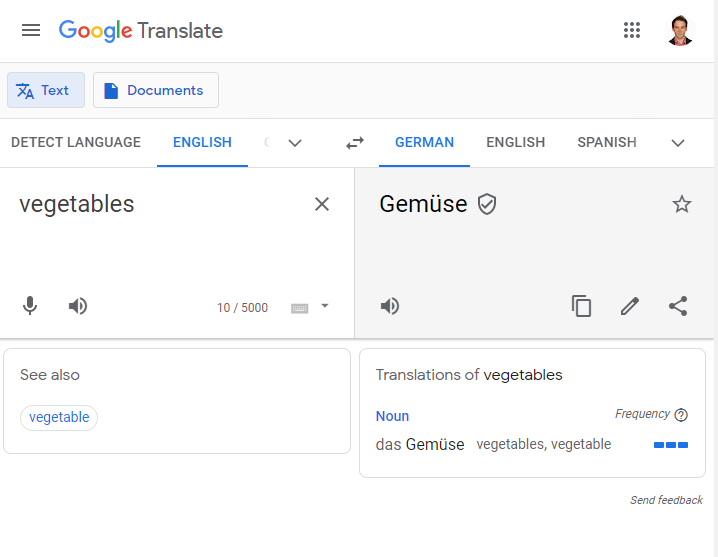 Google Translate
Text
Documents
DETECT LANGUAGE
ENGLISH
GERMAN
ENGLISH
SPANISH
vegetables
Gemüse
10 / 5000
See also
vegetable
Translations of vegetables
Noun
Frequency
das Gemüse
vegetables, vegetable
Send feedback